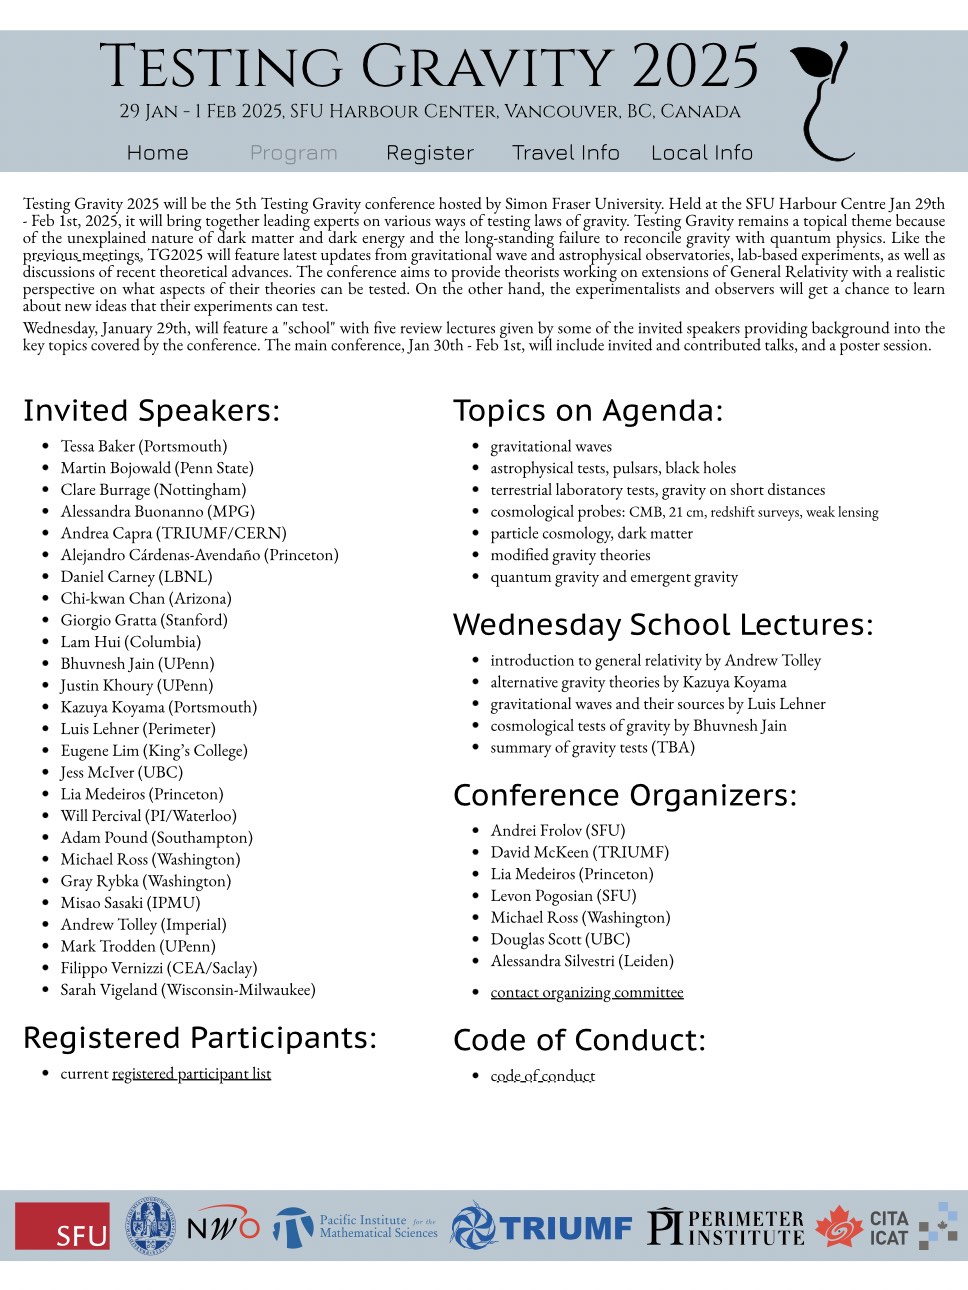 Testing Gravity 2025
29 Jan - 1 Feb 2025, SFU Harbour Center, Vancouver, BC, Canada
Home Program Register Travel Info Local Info
Testing Gravity 2025 will be the 5th Testing Gravity conference hosted by Simon Fraser University. Held at the SFU Harbour Centre Jan 29th
- Feb 1st, 2025, it will bring together leading experts on various ways of testing laws of gravity. Testing Gravity remains a topical theme because
of the unexplained nature of dark matter and dark energy and the long-standing failure to reconcile gravity with quantum physics. Like the
previous meetings, TG2025 will feature latest updates from gravitational wave and astrophysical observatories, lab-based experiments, as well as
discussions of recent theoretical advances. The conference aims to provide theorists working on extensions of General Relativity with a realistic
perspective on what aspects of their theories can be tested. On the other hand, the experimentalists and observers will get a chance to learn
about new ideas that their experiments can test.
Wednesday, January 29th, will feature a "school" with five review lectures given by some of the invited speakers providing background into the
key topics covered by the conference. The main conference, Jan 30th - Feb 1st, will include invited and contributed talks, and a poster session.
Invited Speakers:
• Tessa Baker (Portsmouth)
• Martin Bojowald (Penn State)
• Clare Burrage (Nottingham)
• Alessandra Buonanno (MPG)
• Andrea Capra (TRIUMF/CERN)
• Alejandro Cárdenas-Avendaño (Princeton)
• Daniel Carney (LBNL)
• Chi-kwan Chan (Arizona)
• Giorgio Gratta (Stanford)
• Lam Hui (Columbia)
• Bhuvnesh Jain (UPenn)
• Justin Khoury (UPenn)
• Kazuya Koyama (Portsmouth)
• Luis Lehner (Perimeter)
• Eugene Lim (King’s College)
• Jess McIver (UBC)
• Lia Medeiros (Princeton)
• Will Percival (PI/Waterloo)
• Adam Pound (Southampton)
• Michael Ross (Washington)
• Gray Rybka (Washington)
• Misao Sasaki (IPMU)
• Andrew Tolley (Imperial)
• Mark Trodden (UPenn)
• Filippo Vernizzi (CEA/Saclay)
• Sarah Vigeland (Wisconsin-Milwaukee)
Registered Participants:
• current registered participant list
Topics on Agenda:
• gravitational waves
• astrophysical tests, pulsars, black holes
• terrestrial laboratory tests, gravity on short distances
• cosmological probes: CMB, 21 cm, redshift surveys, weak lensing
• particle cosmology, dark matter
• modified gravity theories
• quantum gravity and emergent gravity
Wednesday School Lectures:
• introduction to general relativity by Andrew Tolley
• alternative gravity theories by Kazuya Koyama
• gravitational waves and their sources by Luis Lehner
• cosmological tests of gravity by Bhuvnesh Jain
• summary of gravity tests (TBA)
Conference Organizers:
• Andrei Frolov (SFU)
• David McKeen (TRIUMF)
• Lia Medeiros (Princeton)
• Levon Pogosian (SFU)
• Michael Ross (Washington)
• Douglas Scott (UBC)
• Alessandra Silvestri (Leiden)
• contact organizing committee
Code of Conduct:
• code of conduct
SFU
NWO
Pacific Institute for the
Mathematical Sciences
TRIUMF
PI PERIMETER
INSTITUTE
CITA
ICAT